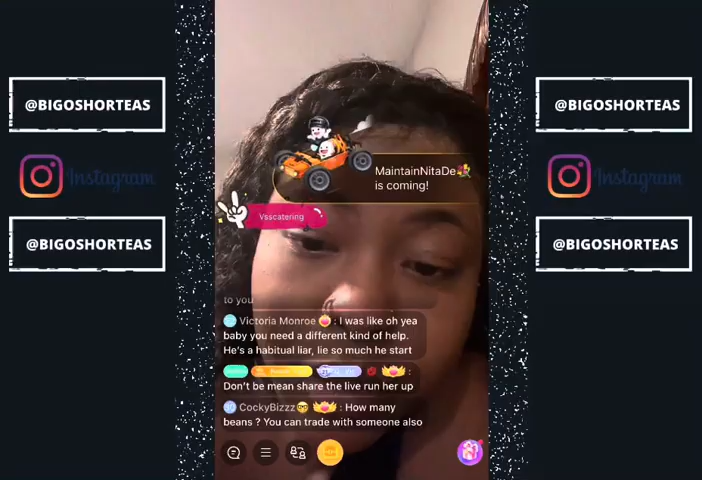 @BIGOSHORTEAS
Instagram
@BIGOSHORTEAS
MaintainNitaDe
is coming!
Vsscatering
to you
Victoria Monroe : I was like oh yea
baby you need a different kind of help.
He's a habitual liar, lie so much he start
:
Don't be mean share the live run her up
CockyBizzz : How many
beans ? You can trade with someone also
@BIGOSHORTEAS
Instagram
@BIGOSHORTEAS